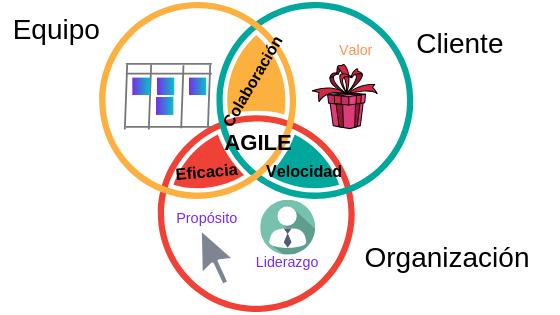 Equipo
Cliente
Valor
Colaboración
AGILE
Eficacia
Velocidad
Propósito
Liderazgo
Organización